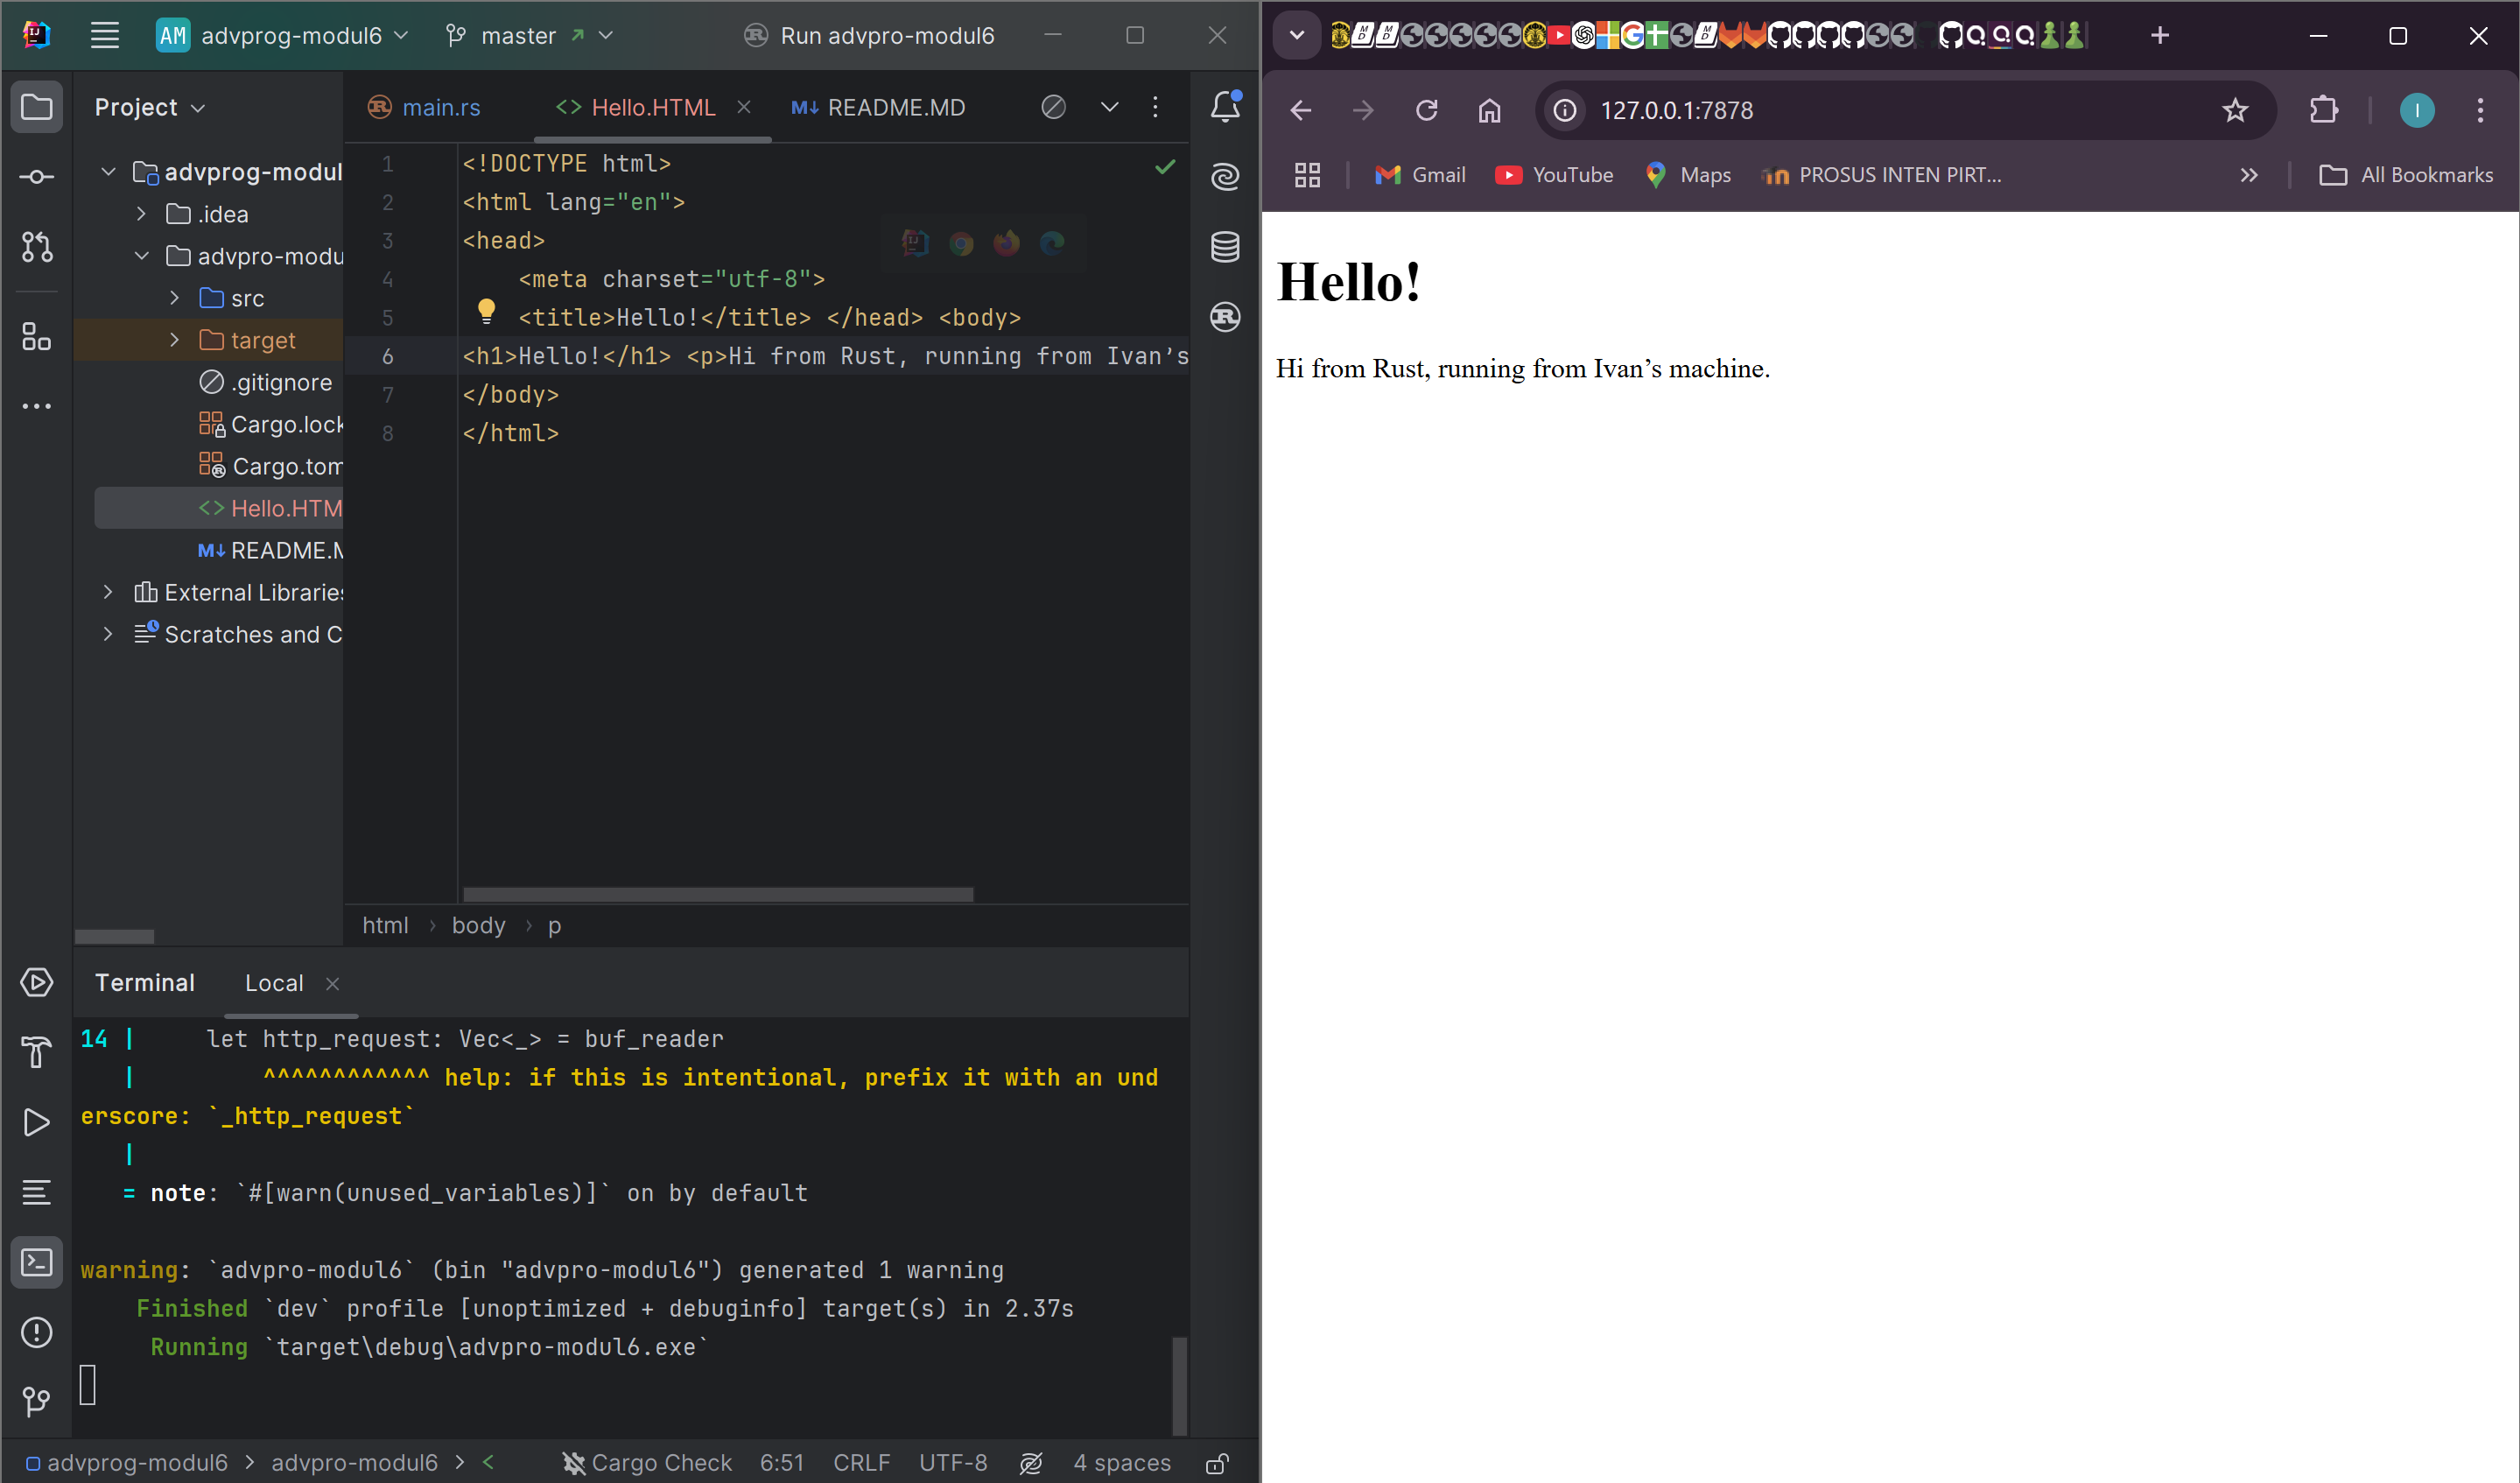 AM advprog-modul6 master Run advpro-modul6
Project
advprog-modul
.idea
advpro-modu
src
target
.gitignore
Cargo.lock
Cargo.tom
Hello.HTM
README.M
External Libraries
Scratches and C
main.rs Hello.HTML README.MD
1 <!DOCTYPE html>
2 <html lang="en">
3 <head>
4 <meta charset="utf-8">
5 <title>Hello!</title> </head> <body>
6 <h1>Hello!</h1> <p>Hi from Rust, running from Ivan’s
7 </body>
8 </html>
html › body › p
Terminal Local
14 | let http_request: Vec<_> = buf_reader
| ^^^^^^^^^^^^ help: if this is intentional, prefix it with an und
erscore: `_http_request`
|
= note: `#[warn(unused_variables)]` on by default
warning: `advpro-modul6` (bin "advpro-modul6") generated 1 warning
Finished `dev` profile [unoptimized + debuginfo] target(s) in 2.37s
Running `target\debug\advpro-modul6.exe`
advprog-modul6 > advpro-modul6 > Cargo Check 6:51 CRLF UTF-8 4 spaces
127.0.0.1:7878
I
Gmail YouTube Maps PROSUS INTEN PIRT... All Bookmarks
Hello!
Hi from Rust, running from Ivan’s machine.